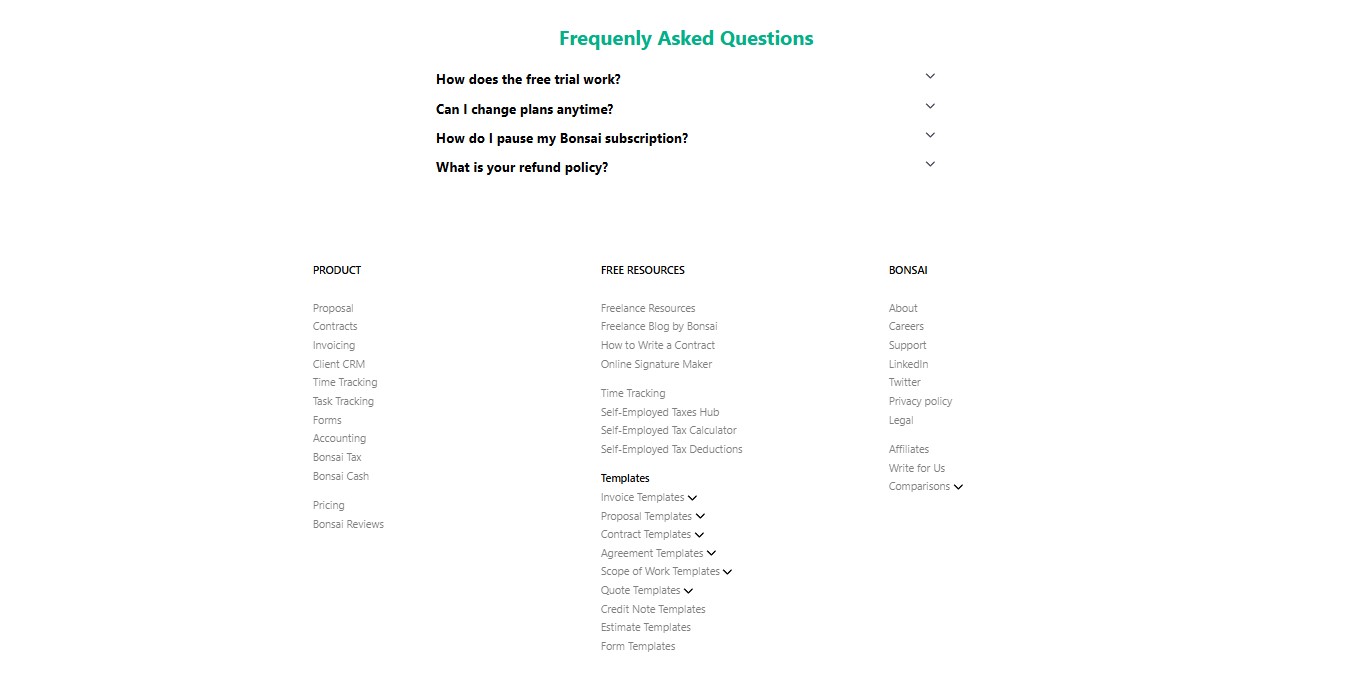 Frequenly Asked Questions
How does the free trial work?
Can I change plans anytime?
How do I pause my Bonsai subscription?
What is your refund policy?
PRODUCT
Proposal
Contracts
Invoicing
Client CRM
Time Tracking
Task Tracking
Forms
Accounting
Bonsai Tax
Bonsai Cash
Pricing
Bonsai Reviews
FREE RESOURCES
Freelance Resources
Freelance Blog by Bonsai
How to Write a Contract
Online Signature Maker
Time Tracking
Self-Employed Taxes Hub
Self-Employed Tax Calculator
Self-Employed Tax Deductions
Templates
Invoice Templates
Proposal Templates
Contract Templates
Agreement Templates
Scope of Work Templates
Quote Templates
Credit Note Templates
Estimate Templates
Form Templates
BONSAI
About
Careers
Support
LinkedIn
Twitter
Privacy policy
Legal
Affiliates
Write for Us
Comparisons